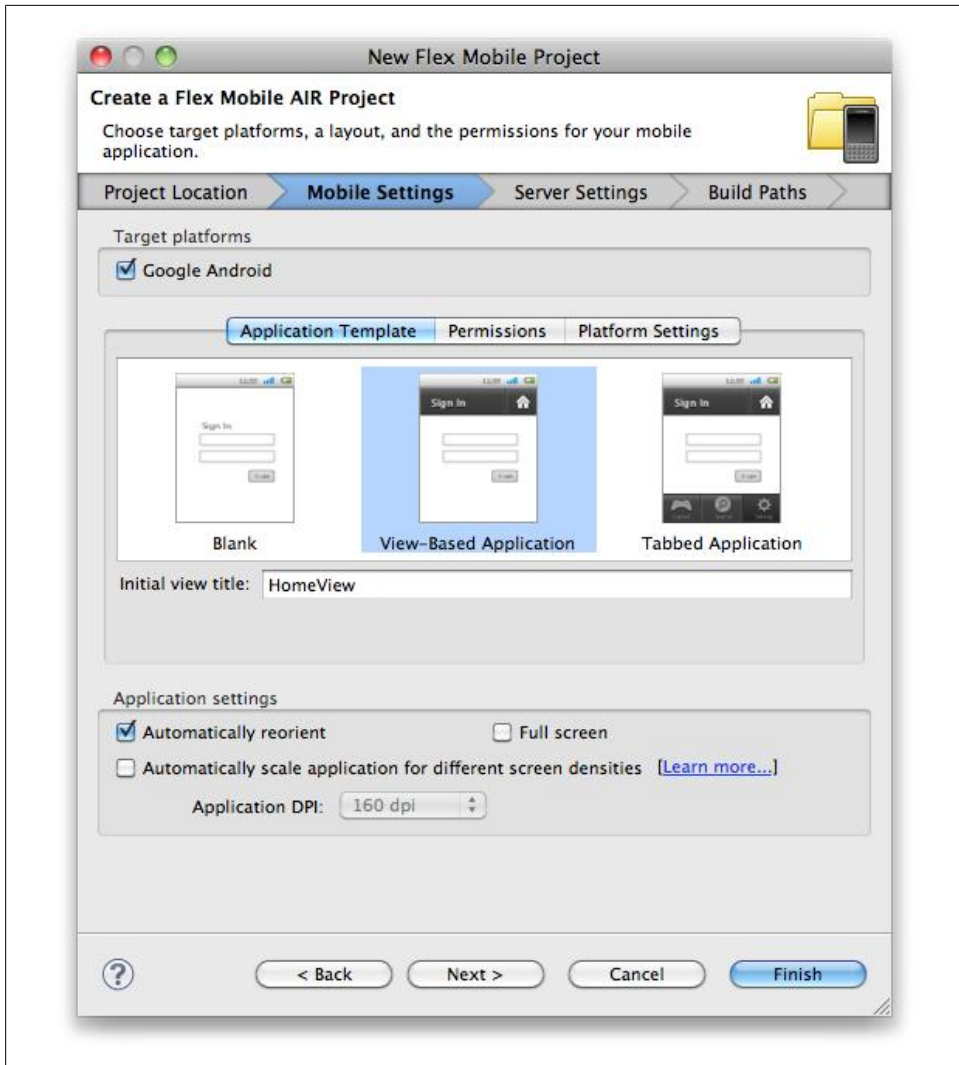 New Flex Mobile Project
Create a Flex Mobile AIR Project
Choose target platforms, a layout, and the permissions for your mobile
application.
Project Location
Mobile Settings
Server Settings
Build Paths
Target platforms
Google Android
Application Template
Permissions
Platform Settings
Sign In
Sign In
Sign In
Blank
View-Based Application
Tabbed Application
Initial view title: HomeView
Application settings
Automatically reorient
Full screen
Automatically scale application for different screen densities [Learn more...]
Application DPI: 160 dpi
?
< Back
Next >
Cancel
Finish